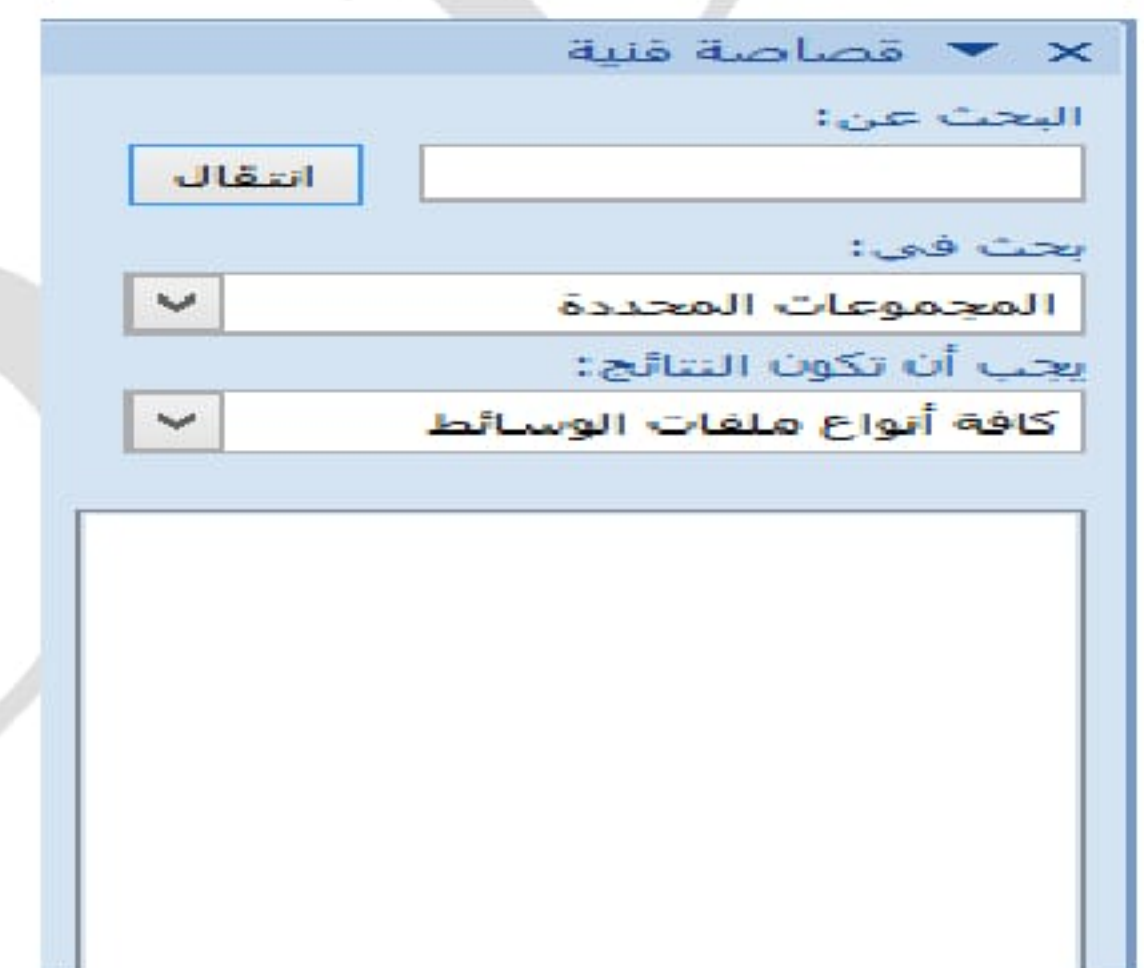 قصاصة فنية
البحث عن:
انتقال
بحث في:
المجموعات المحددة
يجب أن تكون النتائج:
كافة أنواع ملفات الوسائط